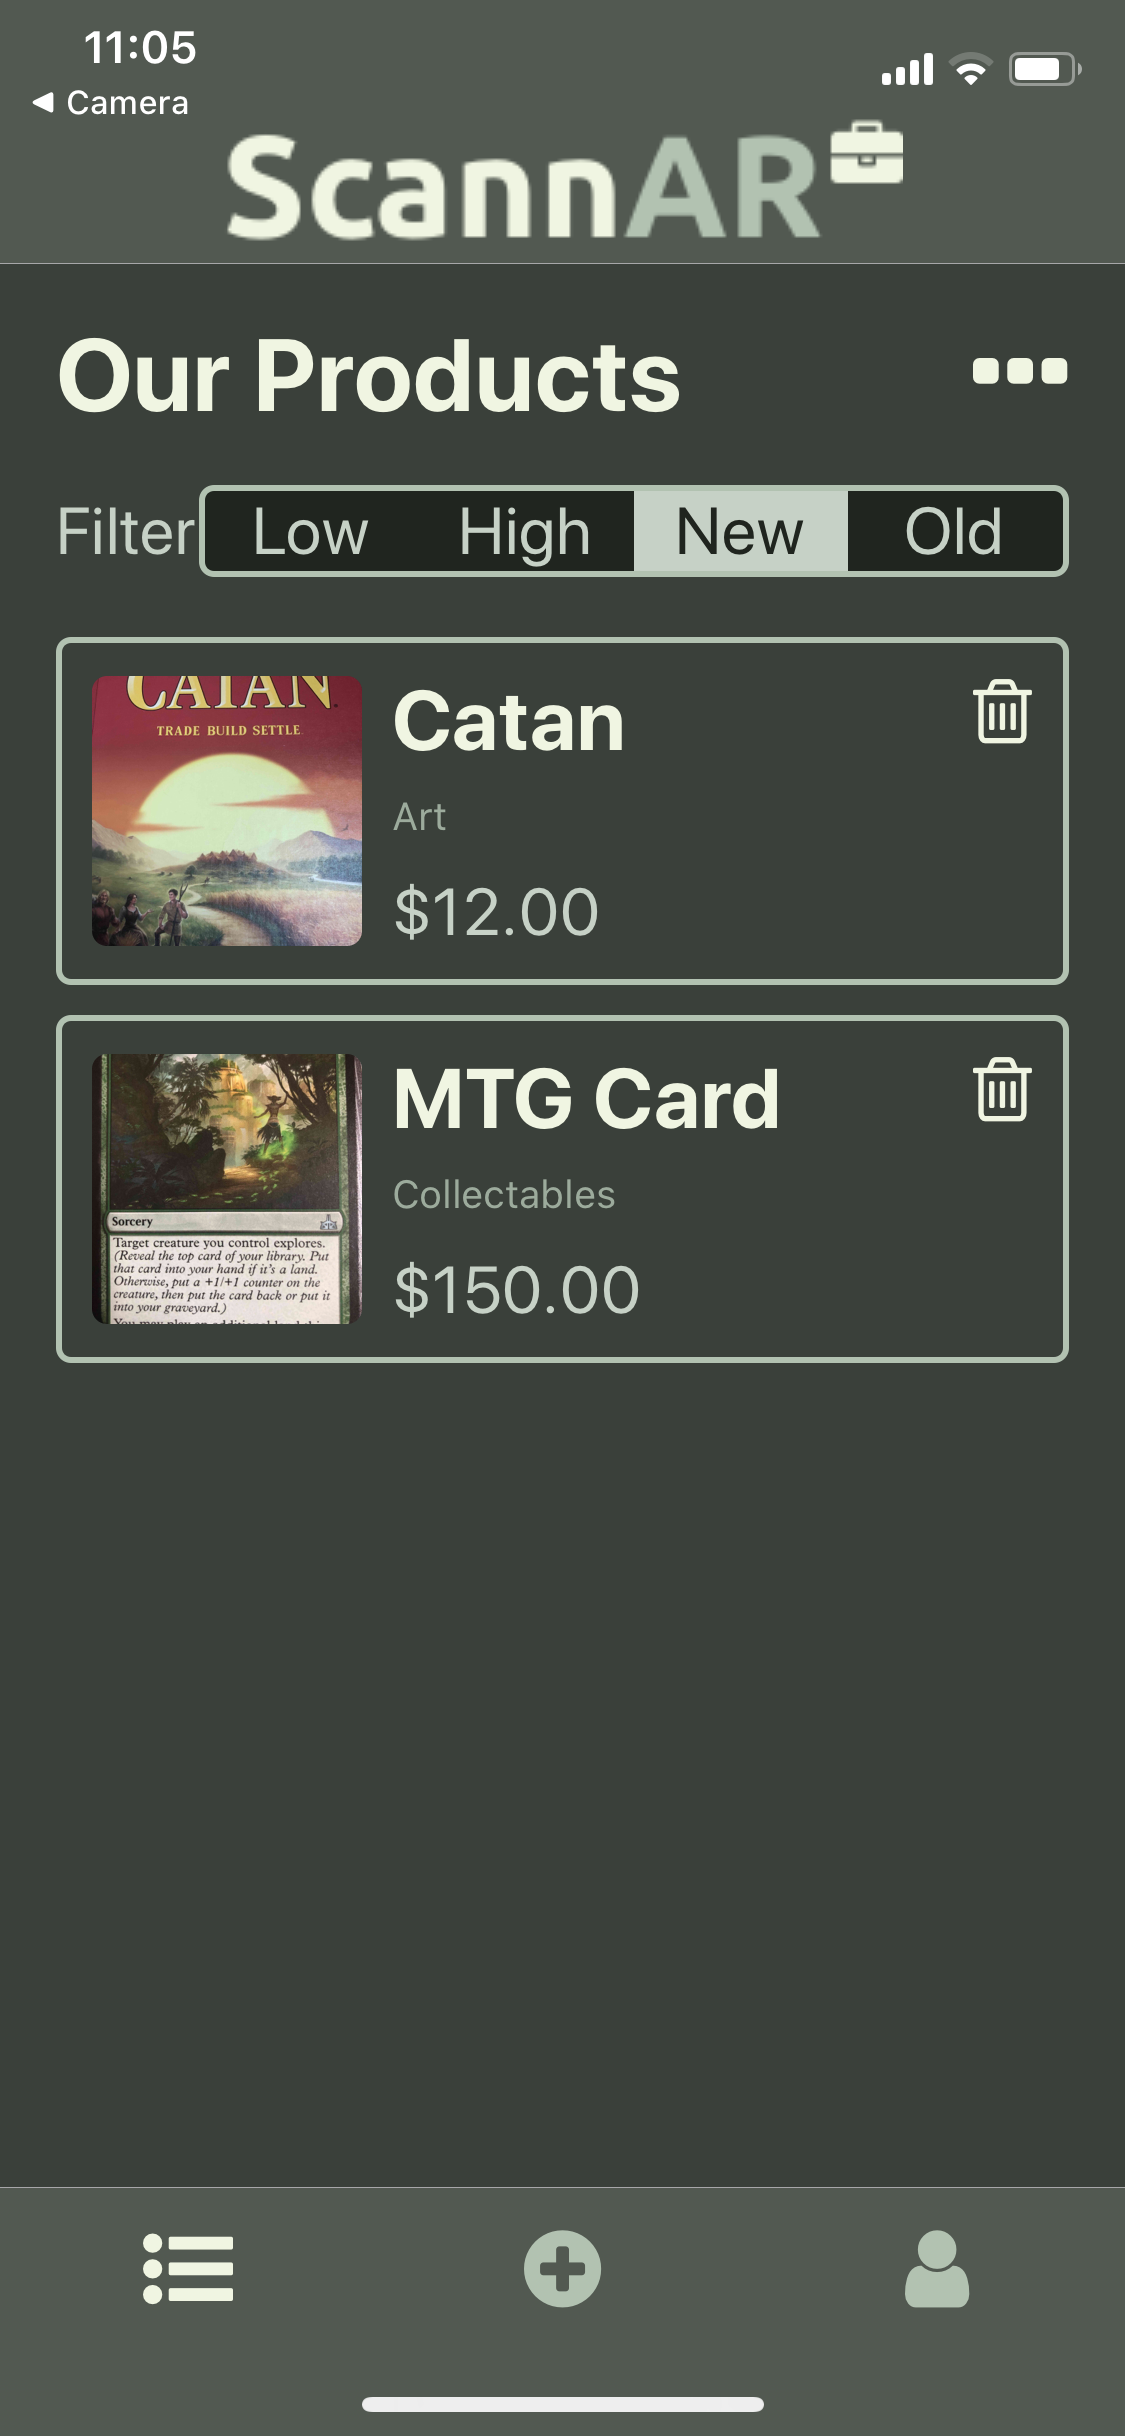 11:05
Camera
ScannAR
Our Products
Filter Low High New Old
CATAN
TRADE BUILD SETTLE
Catan
Art
$12.00
MTG Card
Collectables
$150.00
Sorcery
Target creature you control explores.
(Reveal the top card of your library. Put
that card into your hand if it's a land.
Otherwise, put a +1/+1 counter on the
creature, then put the card back or put it
into your graveyard.)